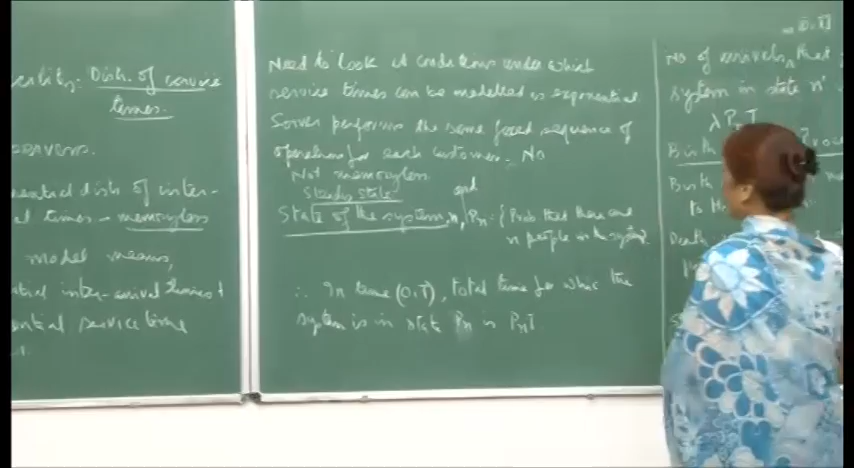 Dist. of service
times.
servers.
dist. of inter-
times - memoryless
model means,
inter-arrival times +
service time
Need to look at conditions under which
service times can be modelled as exponential
Server performs the same fixed sequence of
operations for each customer. No
Not memoryless.
Steady state
and
State of the system, n, Pn = { Prob that there are
n people in the system.
∴ In time (0,T), total time for which the
system is in state Pn is PnT
(0,T]
No of arrivals that
system in state 'n'
λ Pn T
Birth
Birth
to
Death